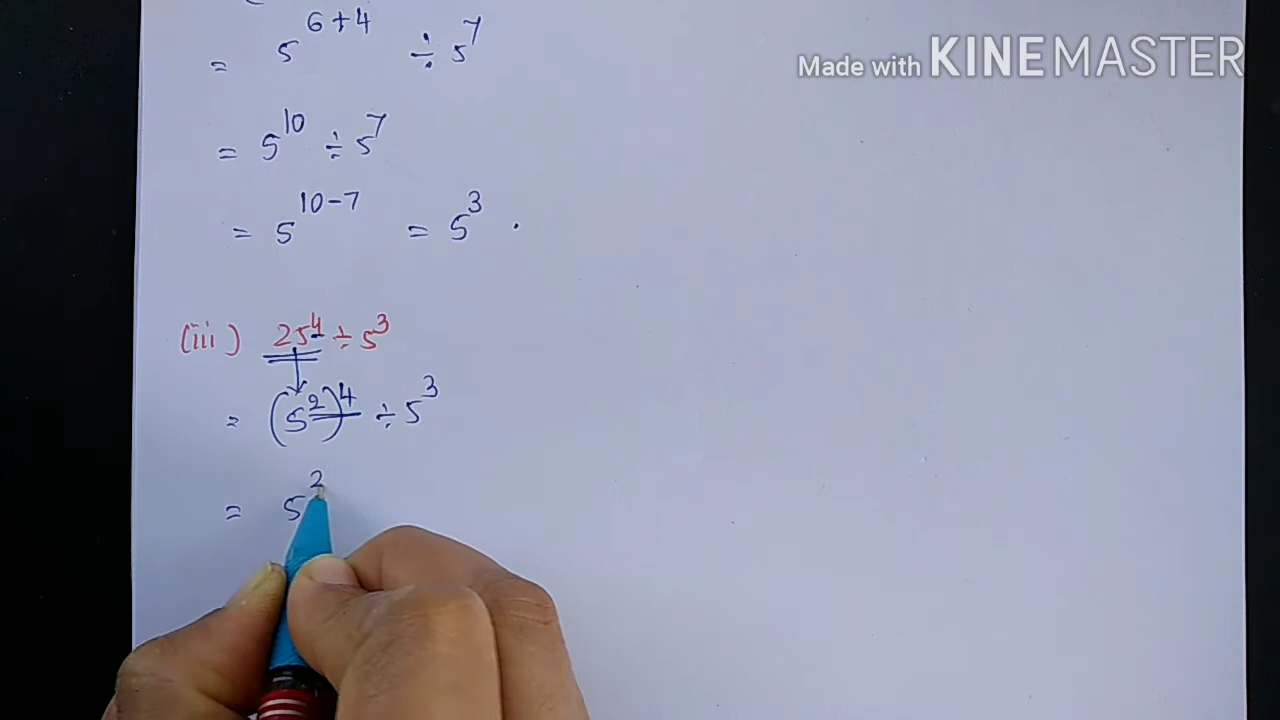 = 5^{6+4} ÷ 5^7
Made with KINEMASTER
= 5^{10} ÷ 5^7
= 5^{10-7} = 5^3 .
(iii) 25^4 ÷ 5^3
= (5^2)^4 ÷ 5^3
= 5^2